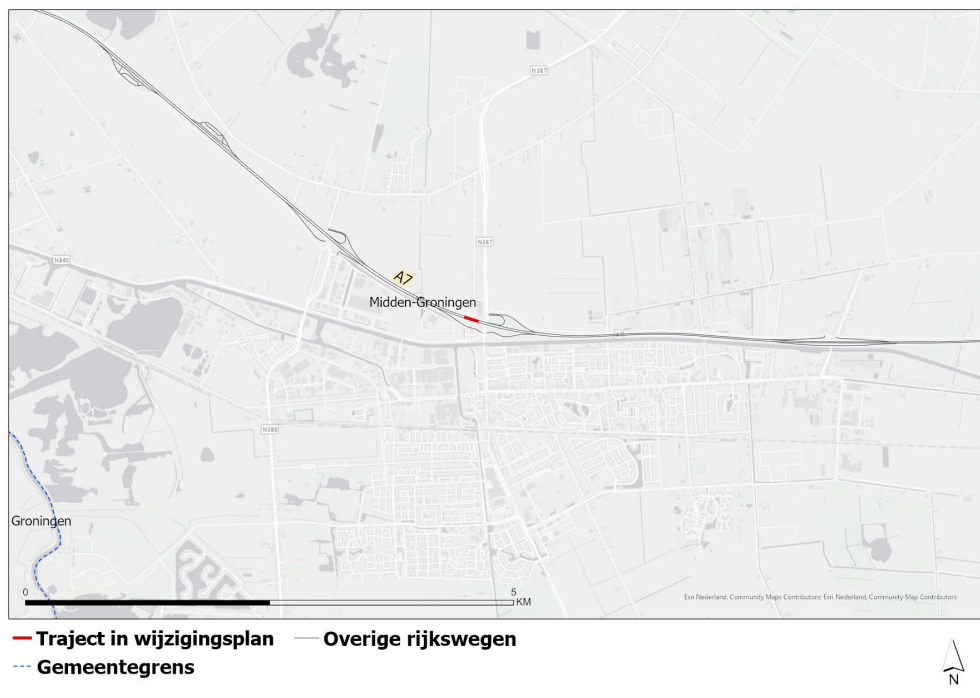 N387
N387
N860
A7
Midden-Groningen
N386
Groningen
0 5
KM
Esri Nederland, Community Maps Contributors; Esri Nederland, Community Map Contributors
Traject in wijzigingsplan Overige rijkswegen
Gemeentegrens
N